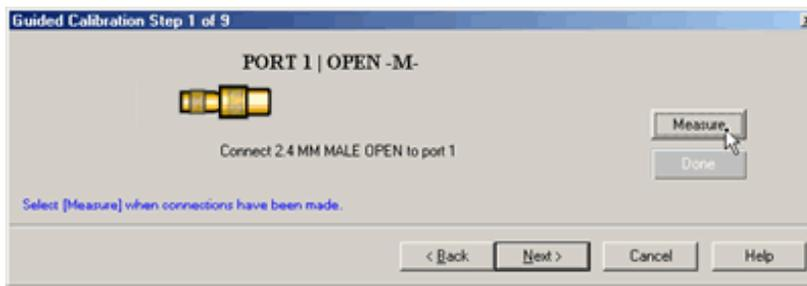 Guided Calibration Step 1 of 9
PORT 1 | OPEN -M-
Connect 2.4 MM MALE OPEN to port 1
Measure
Done
Select [Measure] when connections have been made.
< Back
Next >
Cancel
Help